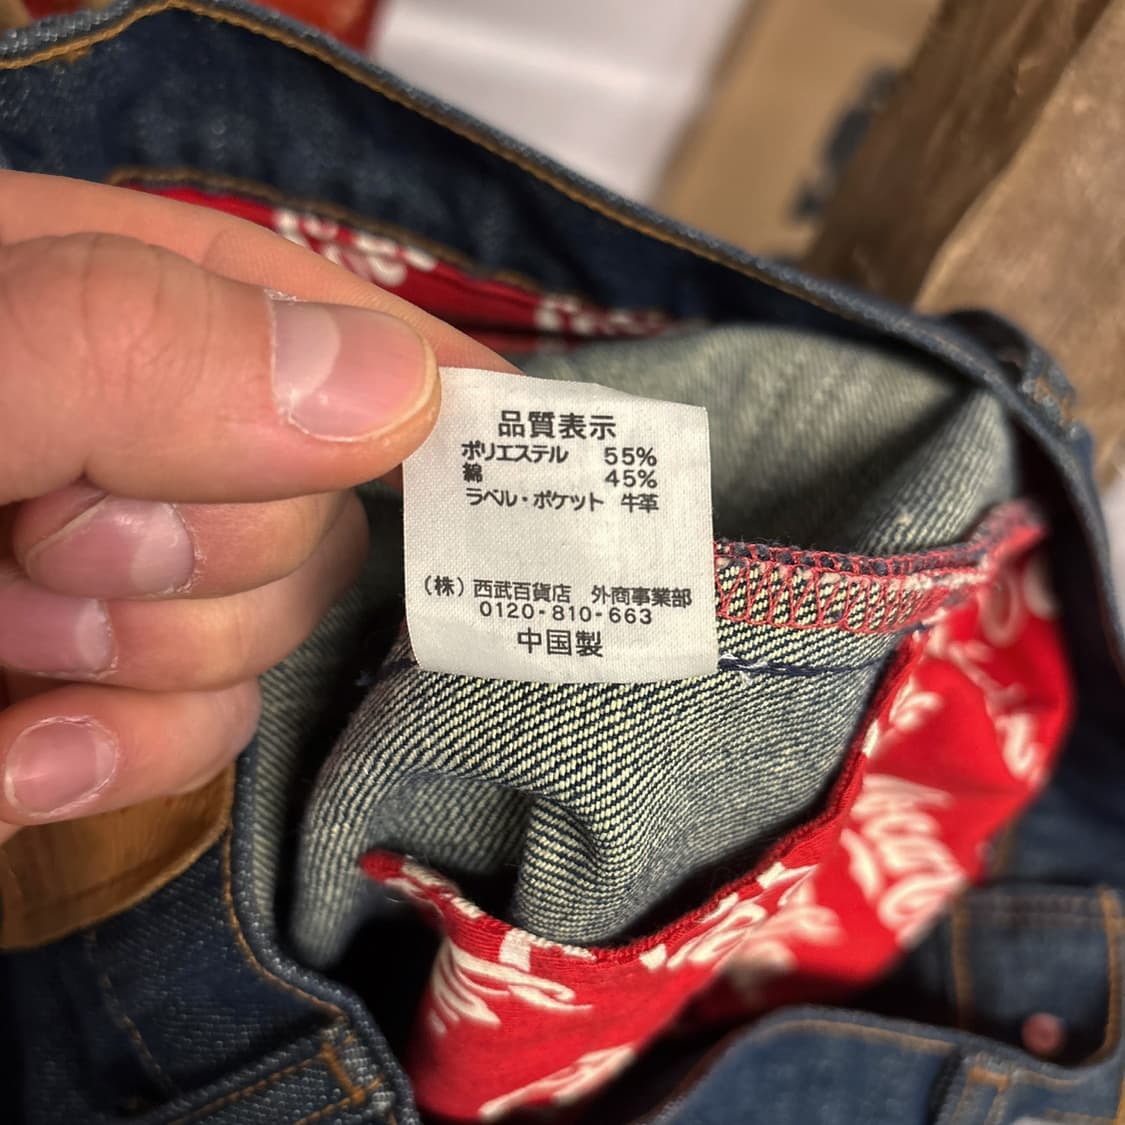 品質表示
ポリエステル 55%
綿 45%
ラベル・ポケット 牛革
(株) 西武百貨店 外商事業部
0120-810-663
中国製